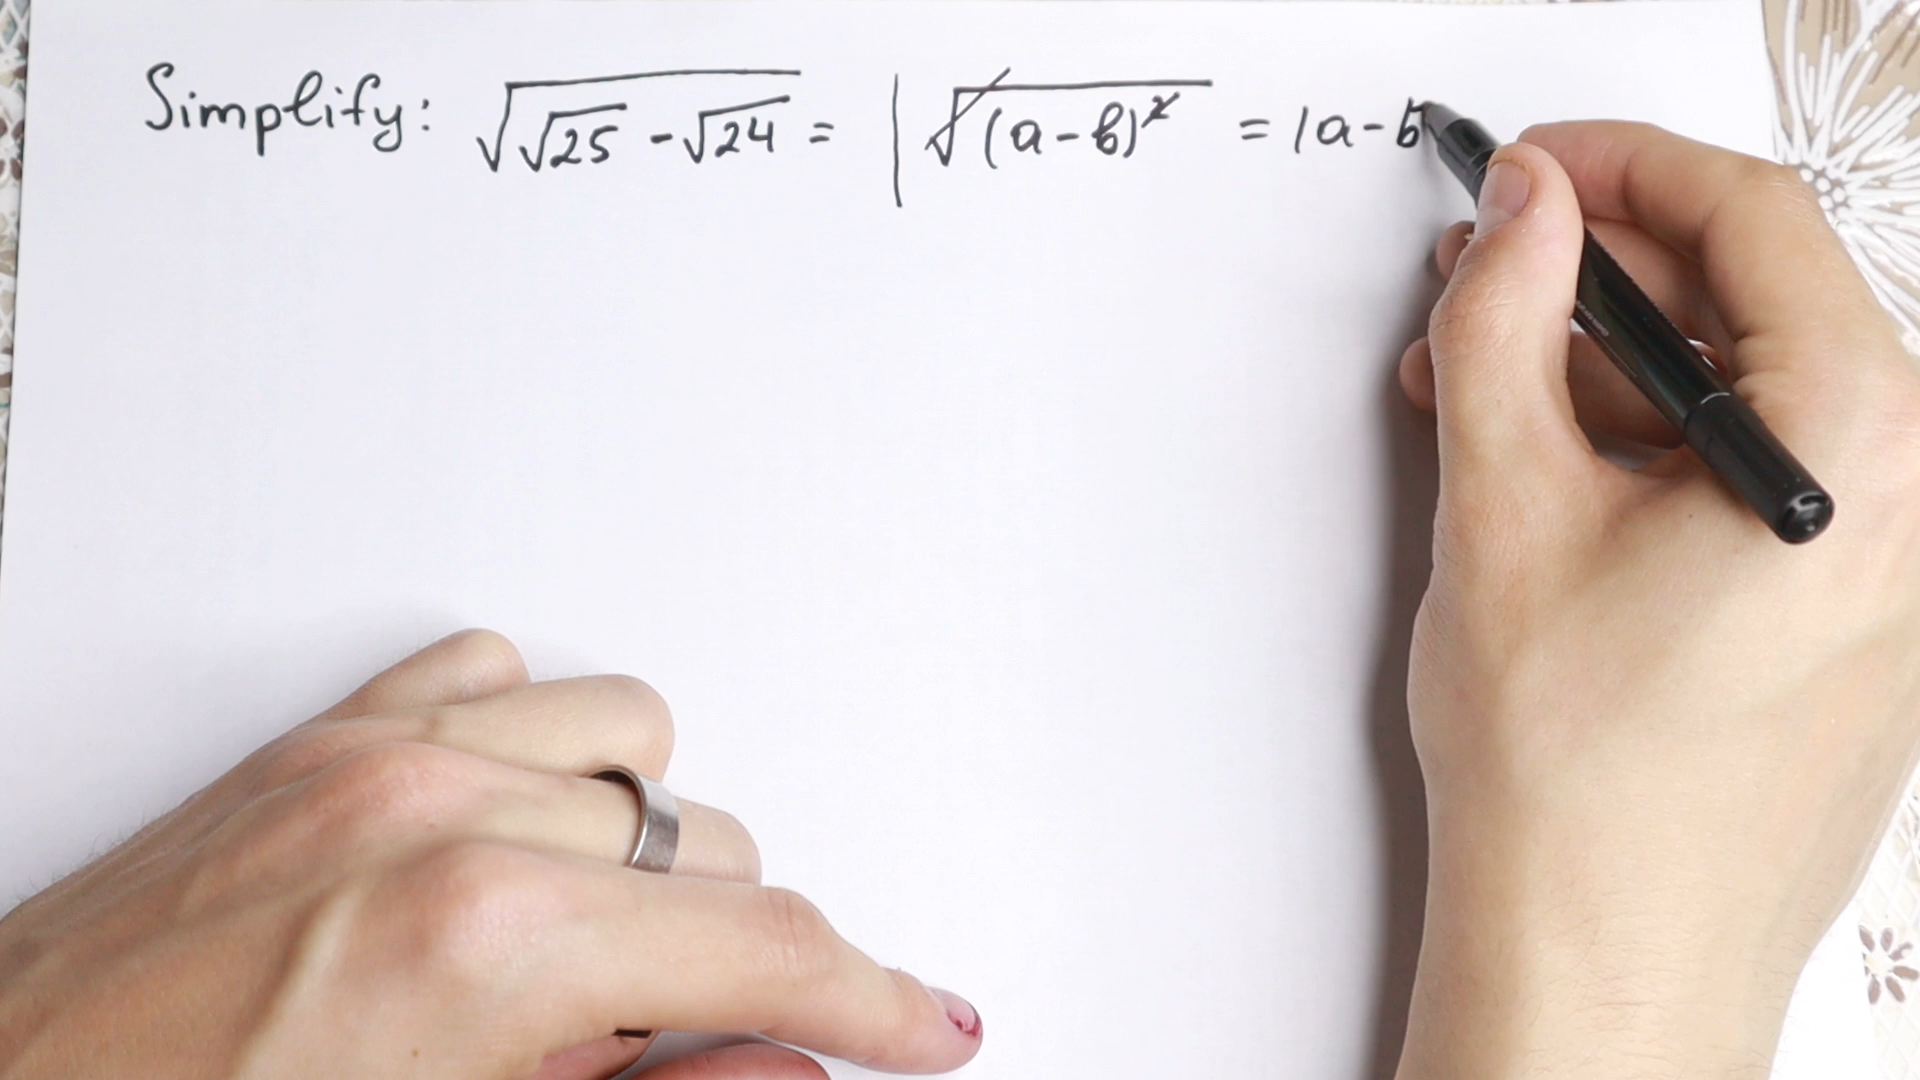 Simplify: √(√25 - √24) = | √(a-b)² = |a-b